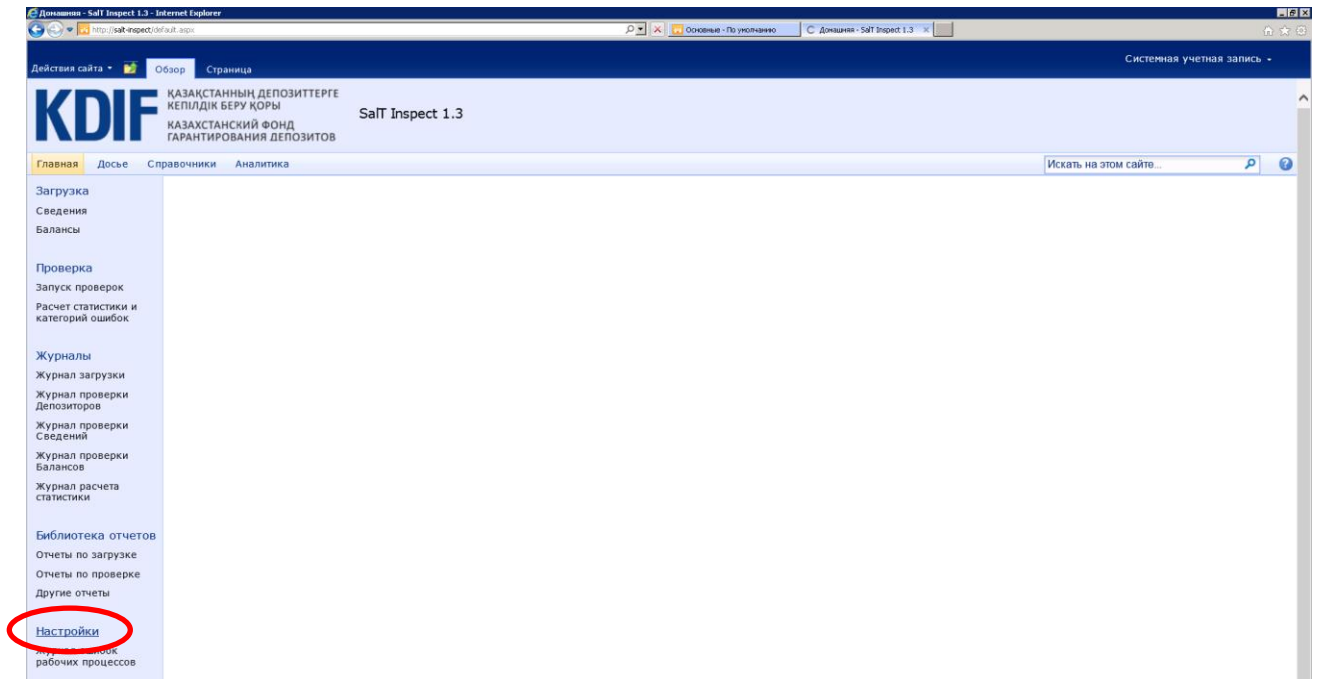 Домашняя - SalT Inspect 1.3 - Internet Explorer
http://salt-inspect/default.aspx
Основные - По умолчанию
Домашняя - SalT Inspect 1.3
Действия сайта
Обзор
Страница
Системная учетная запись
KDIF
ҚАЗАҚСТАННЫҢ ДЕПОЗИТТЕРГЕ
КЕПІЛДІК БЕРУ ҚОРЫ
КАЗАХСТАНСКИЙ ФОНД
ГАРАНТИРОВАНИЯ ДЕПОЗИТОВ
SalT Inspect 1.3
Главная Досье Справочники Аналитика
Искать на этом сайте...
Загрузка
Сведения
Балансы
Проверка
Запуск проверок
Расчет статистики и
категорий ошибок
Журналы
Журнал загрузки
Журнал проверки
Депозиторов
Журнал проверки
Сведений
Журнал проверки
Балансов
Журнал расчета
статистики
Библиотека отчетов
Отчеты по загрузке
Отчеты по проверке
Другие отчеты
Настройки
Журнал ошибок
рабочих процессов